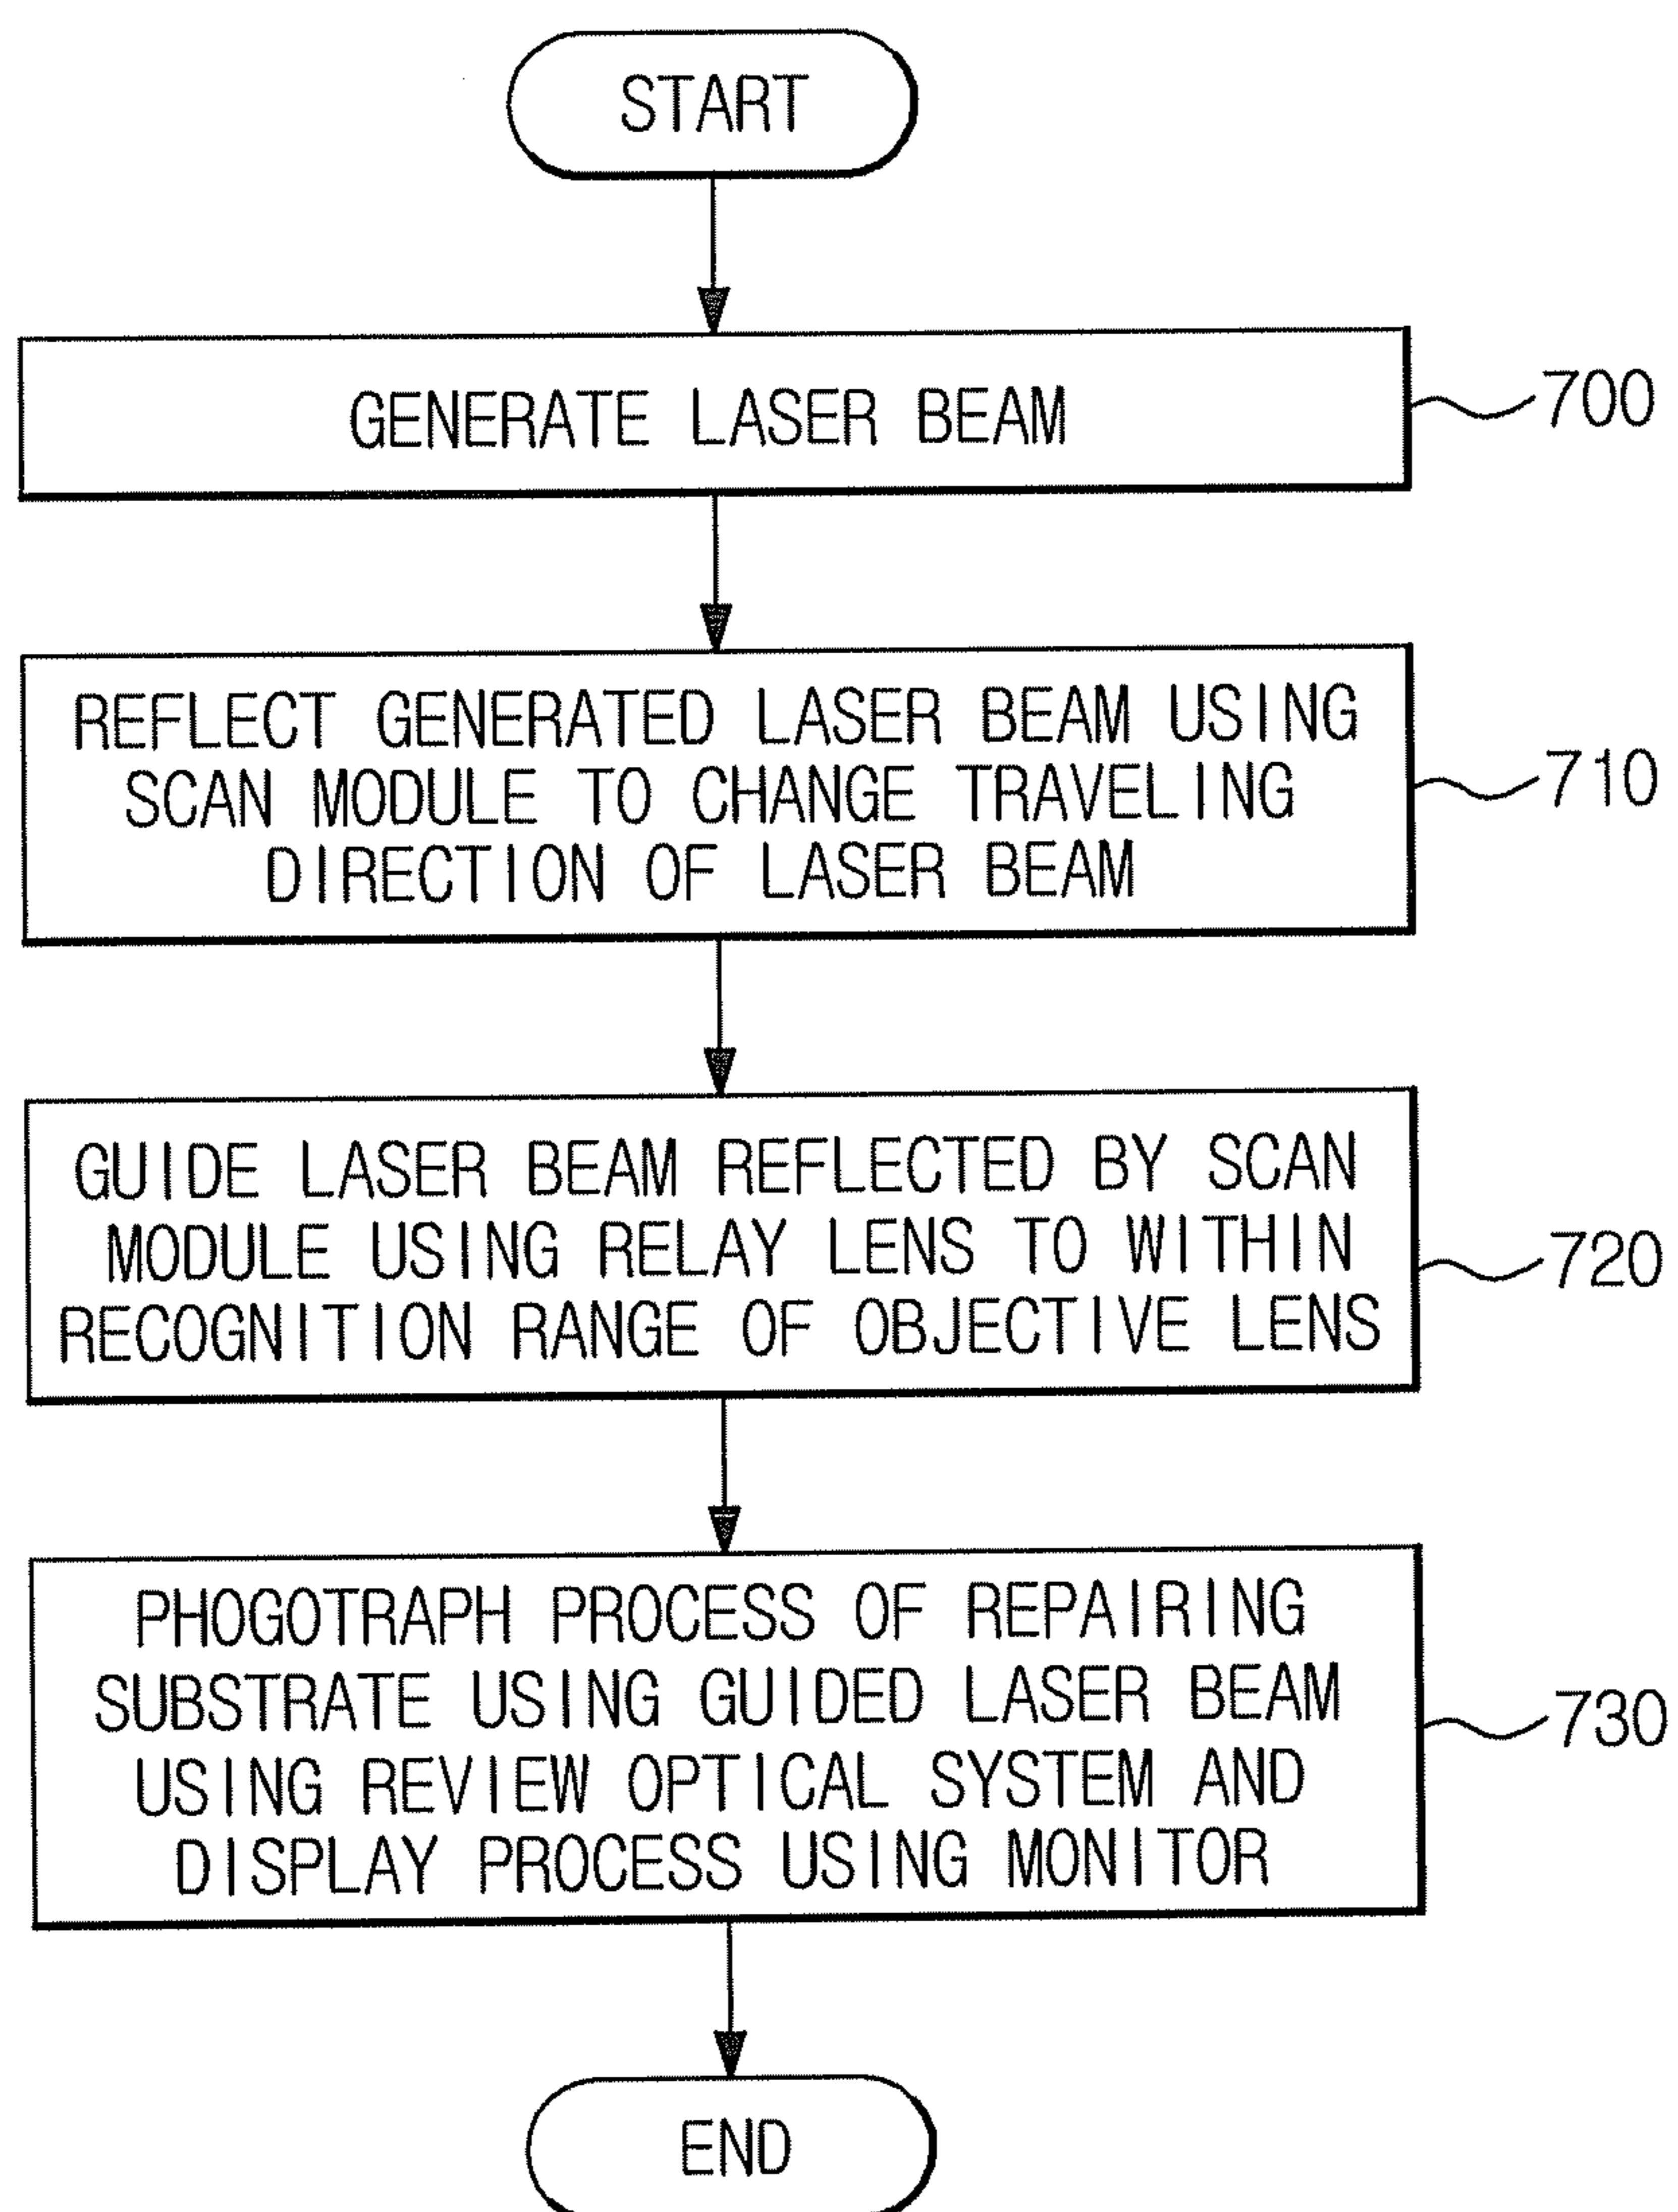 START
GENERATE LASER BEAM
700
REFLECT GENERATED LASER BEAM USING
SCAN MODULE TO CHANGE TRAVELING
DIRECTION OF LASER BEAM
710
GUIDE LASER BEAM REFLECTED BY SCAN
MODULE USING RELAY LENS TO WITHIN
RECOGNITION RANGE OF OBJECTIVE LENS
720
PHOGOTRAPH PROCESS OF REPAIRING
SUBSTRATE USING GUIDED LASER BEAM
USING REVIEW OPTICAL SYSTEM AND
DISPLAY PROCESS USING MONITOR
730
END